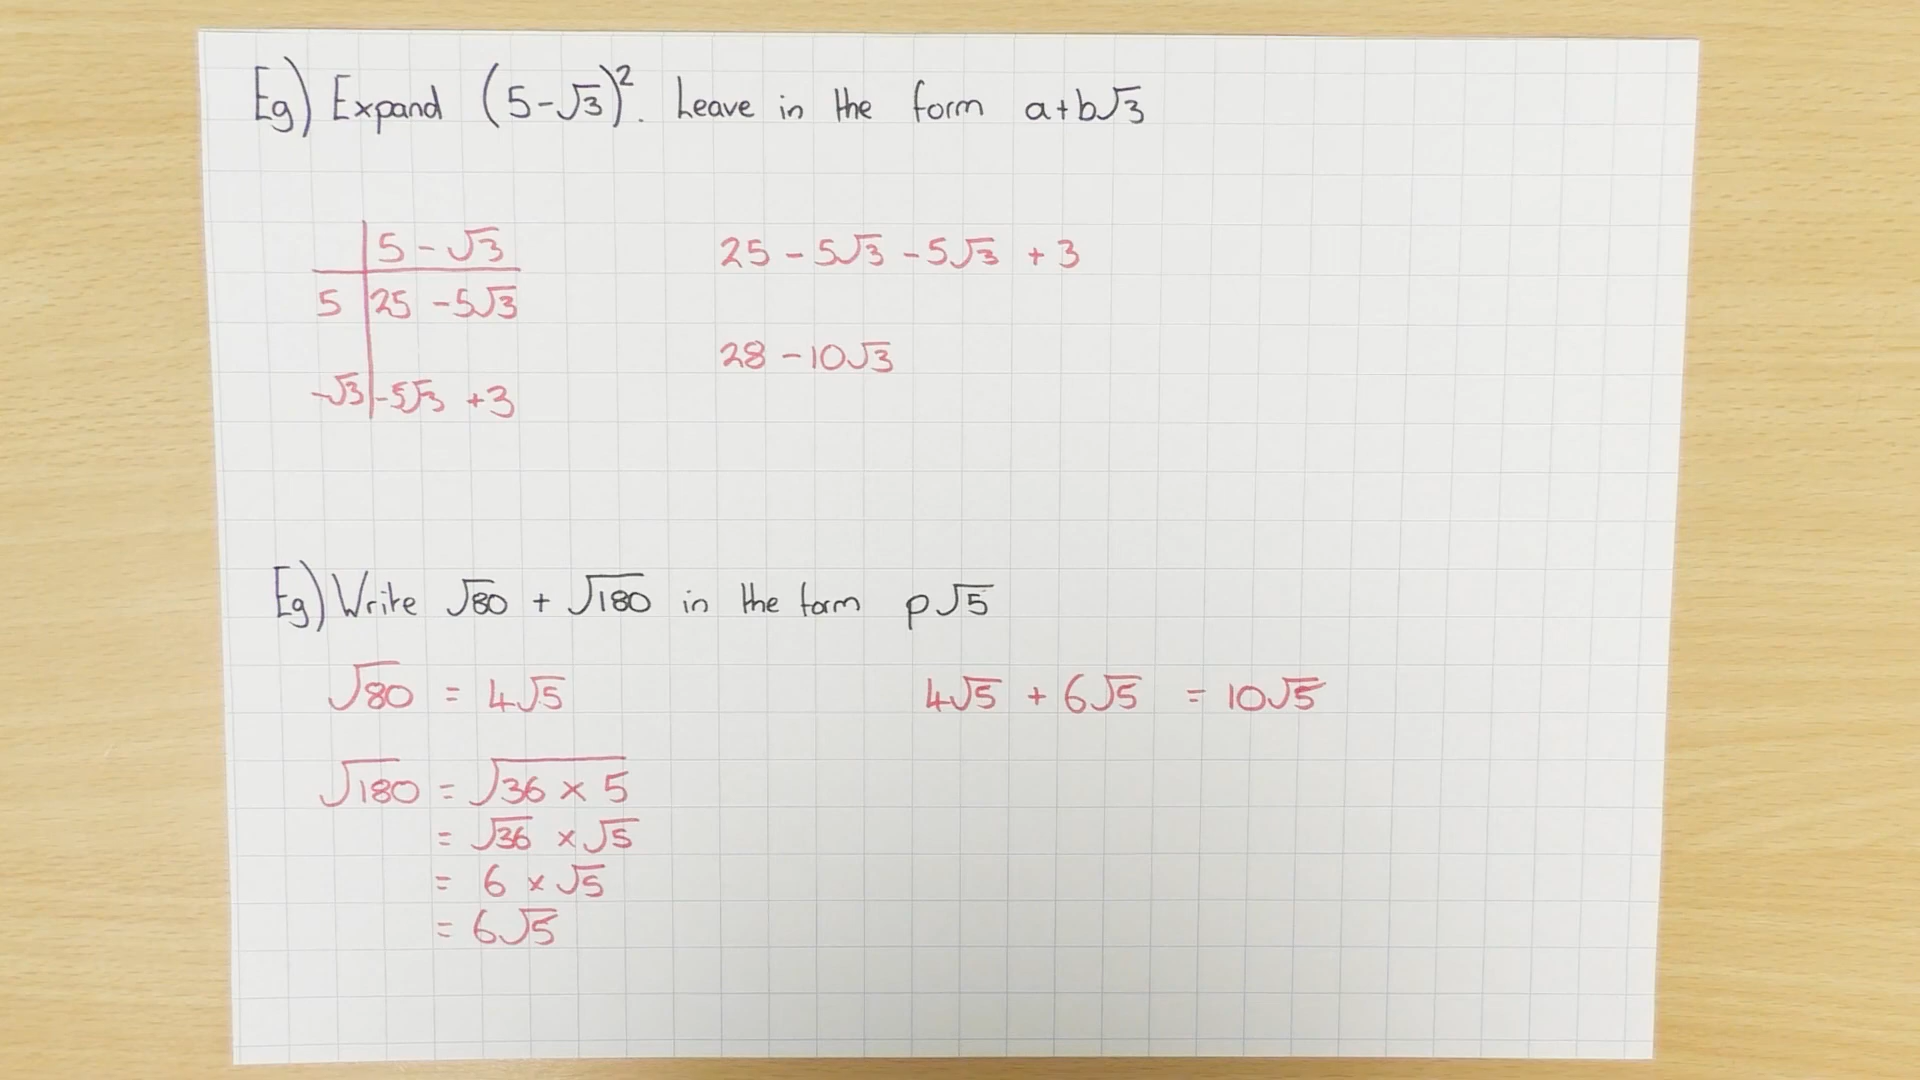 Eg) Expand (5-√3)². Leave in the form a+b√3
5 - √3
5 25 -5√3
-√3 -5√3 +3
25 - 5√3 - 5√3 + 3
28 - 10√3
Eg) Write √80 + √180 in the form p√5
√80 = 4√5
√180 = √36 × 5
= √36 × √5
= 6 × √5
= 6√5
4√5 + 6√5 = 10√5